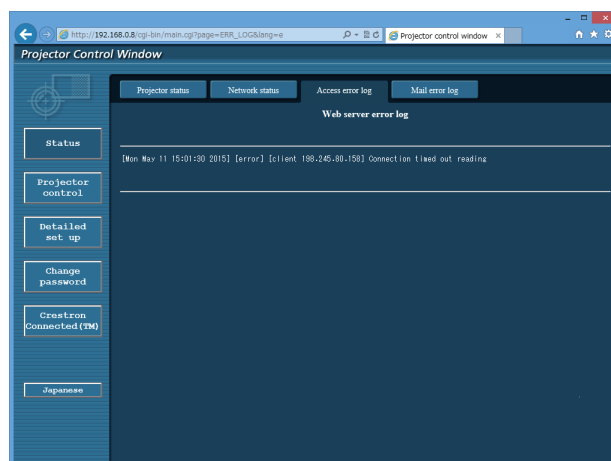 http://192.168.0.8/cgi-bin/main.cgi?page=ERR_LOG&lang=e
Projector control window
Projector Control Window
Projector status
Network status
Access error log
Mail error log
Web server error log
Status
[Mon May 11 15:01:30 2015] [error] [client 198.245.80.158] Connection timed out reading
Projector
control
Detailed
set up
Change
password
Crestron
Connected(TM)
Japanese